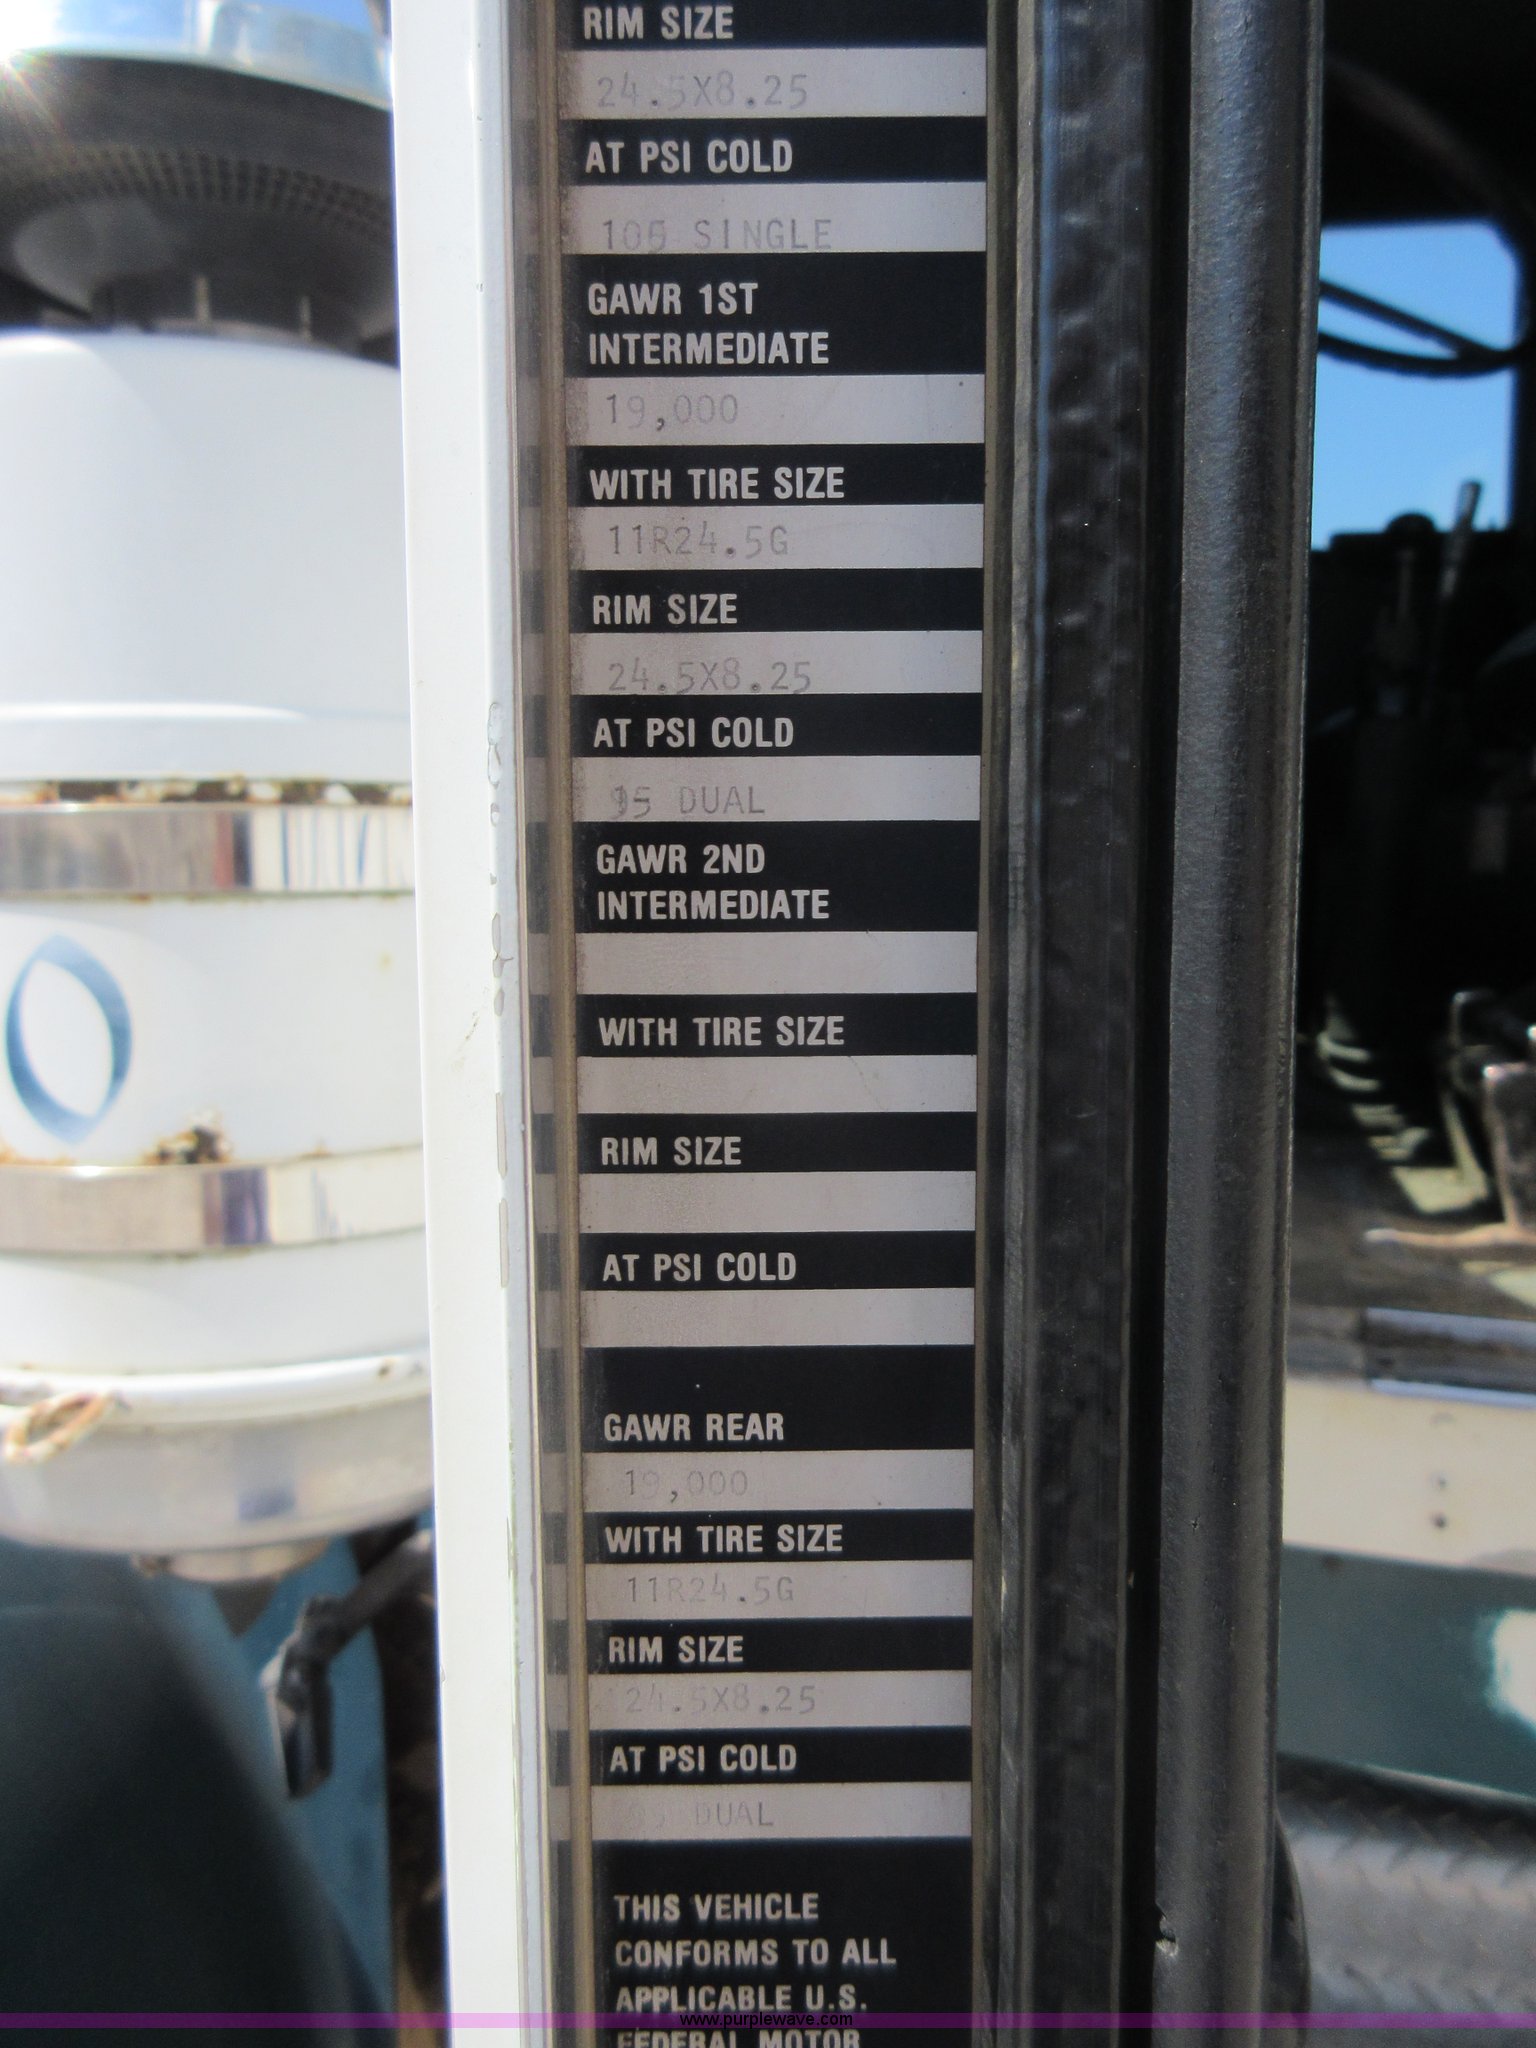 RIM SIZE
24.5X8.25
AT PSI COLD
105 SINGLE
GAWR 1ST
INTERMEDIATE
19,000
WITH TIRE SIZE
11R24.5G
RIM SIZE
24.5X8.25
AT PSI COLD
95 DUAL
GAWR 2ND
INTERMEDIATE
WITH TIRE SIZE
RIM SIZE
AT PSI COLD
GAWR REAR
19,000
WITH TIRE SIZE
11R24.5G
RIM SIZE
24.5X8.25
AT PSI COLD
DUAL
THIS VEHICLE
CONFORMS TO ALL
APPLICABLE U.S.
FEDERAL MOTOR
www.purplewave.com